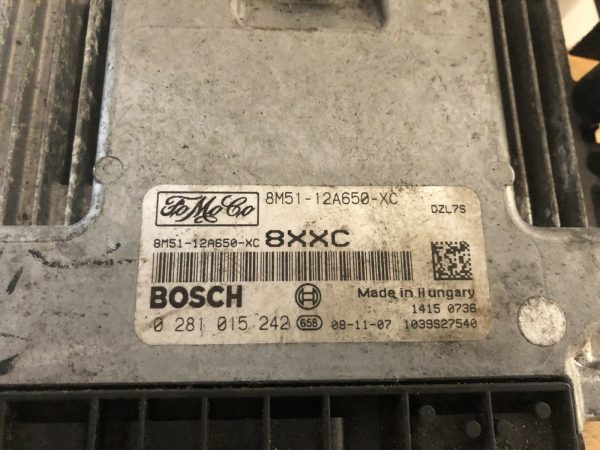 FoMoCo 8M51-12A650-XC
DZL7S
8M51-12A650-XC 8XXC
BOSCH Made in Hungary
1415 0736
0 281 015 242 658 08-11-07 1039S27540